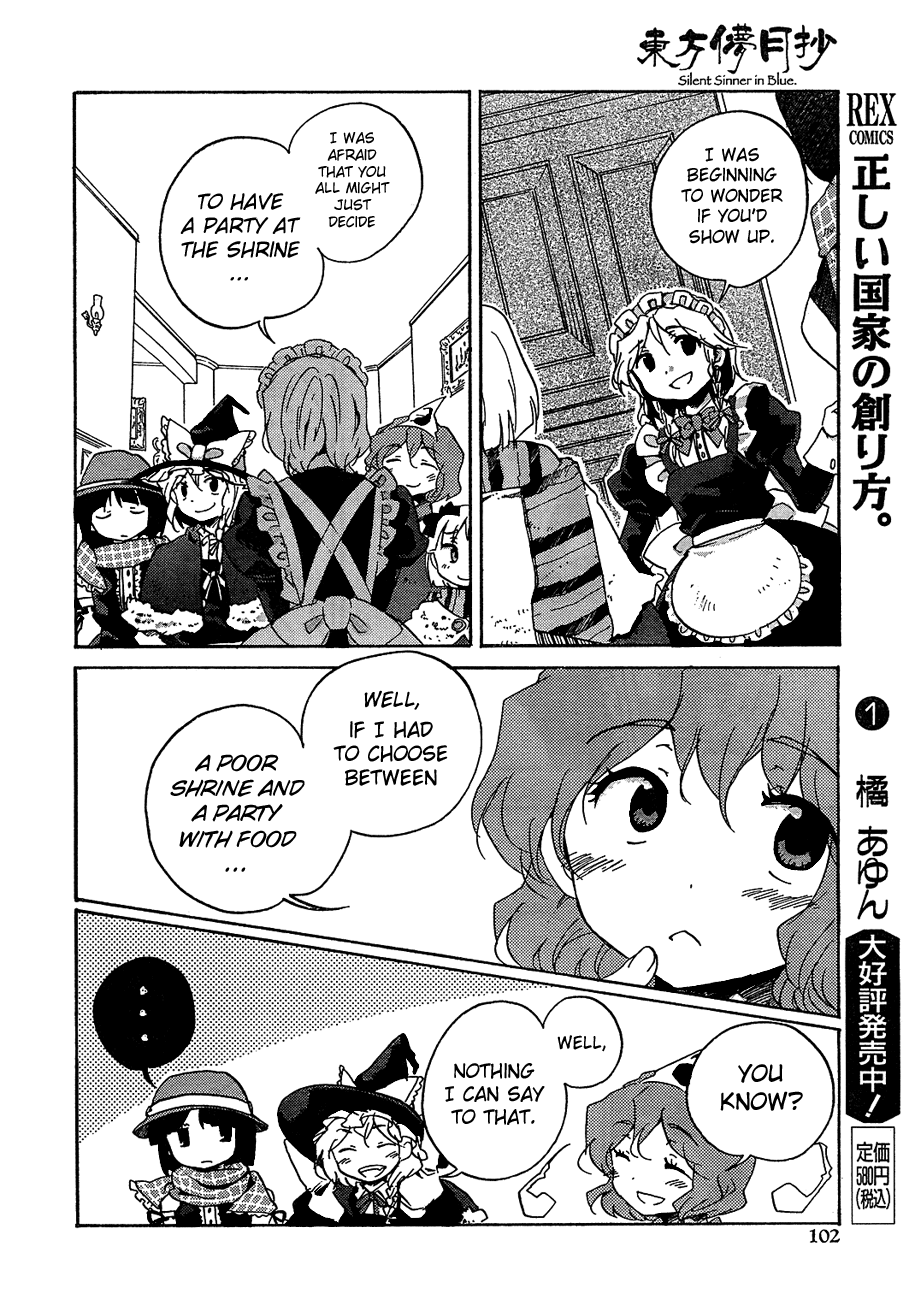 東方儚月抄
Silent Sinner in Blue.
I WAS
BEGINNING
TO WONDER
IF YOU'D
SHOW UP.
I WAS
AFRAID
THAT YOU
ALL MIGHT
JUST
DECIDE
TO HAVE
A PARTY AT
THE SHRINE
...
WELL,
IF I HAD
TO CHOOSE
BETWEEN
A POOR
SHRINE AND
A PARTY
WITH FOOD
...
YOU
KNOW?
WELL,
NOTHING
I CAN SAY
TO THAT.
...
REX
COMICS
正しい国家の創り方。
1
橘 あゆん
大好評発売中!
定価
580円
(税込)
102